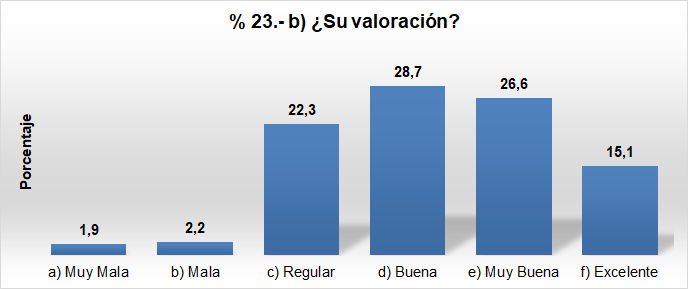 % 23.- b) ¿Su valoración?
Porcentaje
1,9
2,2
22,3
28,7
26,6
15,1
a) Muy Mala
b) Mala
c) Regular
d) Buena
e) Muy Buena
f) Excelente